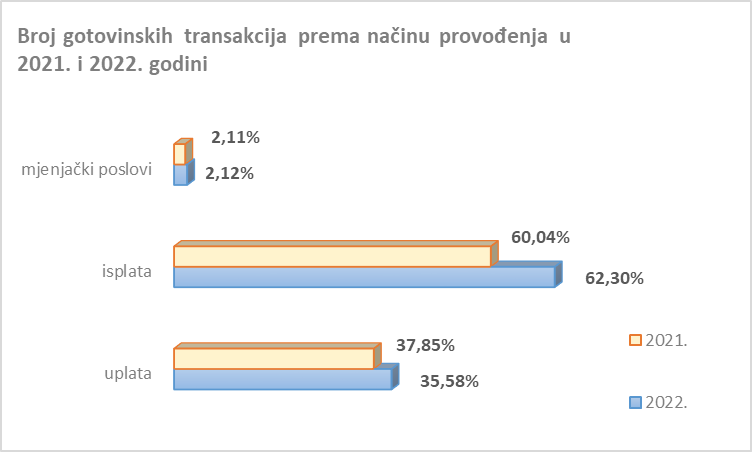 Broj gotovinskih transakcija prema načinu provođenja u
2021. i 2022. godini
mjenjački poslovi
2,11%
2,12%
isplata
60,04%
62,30%
uplata
37,85%
35,58%
2021.
2022.